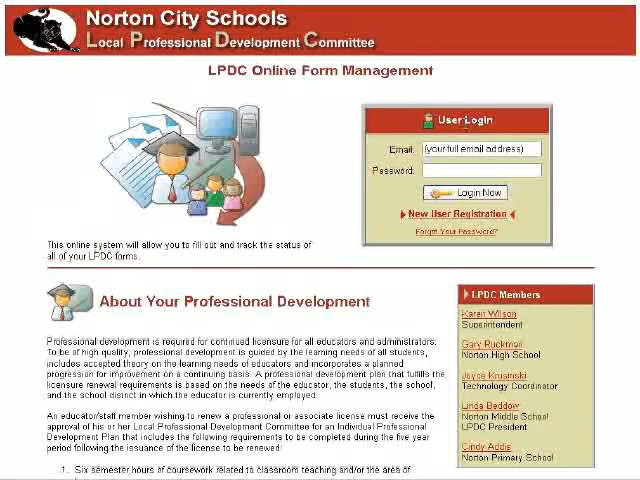 Norton City Schools
Local Professional Development Committee
LPDC Online Form Management
User Login
Email: (your full email address)
Password:
Login Now
New User Registration
Forgot Your Password?
This online system will allow you to fill out and track the status of
all of your LPDC forms.
About Your Professional Development
Professional development is required for continued licensure for all educators and administrators.
To be of high quality, professional development is guided by the learning needs of all students,
includes accepted theory on the learning needs of educators and incorporates a planned
progression for improvement on a continuing basis. A professional development plan that fulfills the
licensure renewal requirements is based on the needs of the educator, the students, the school,
and the school district in which the educator is currently employed.
An educator/staff member wishing to renew a professional or associate license must receive the
approval of his or her Local Professional Development Committee for an Individual Professional
Development Plan that includes the following requirements to be completed during the five year
period following the issuance of the license to be renewed:
1. Six semester hours of coursework related to classroom teaching and/or the area of
LPDC Members
Karen Wilson
Superintendent
Gary Ruckman
Norton High School
Joyce Krusinski
Technology Coordinator
Linda Beddow
Norton Middle School
LPDC President
Cindy Addis
Norton Primary School